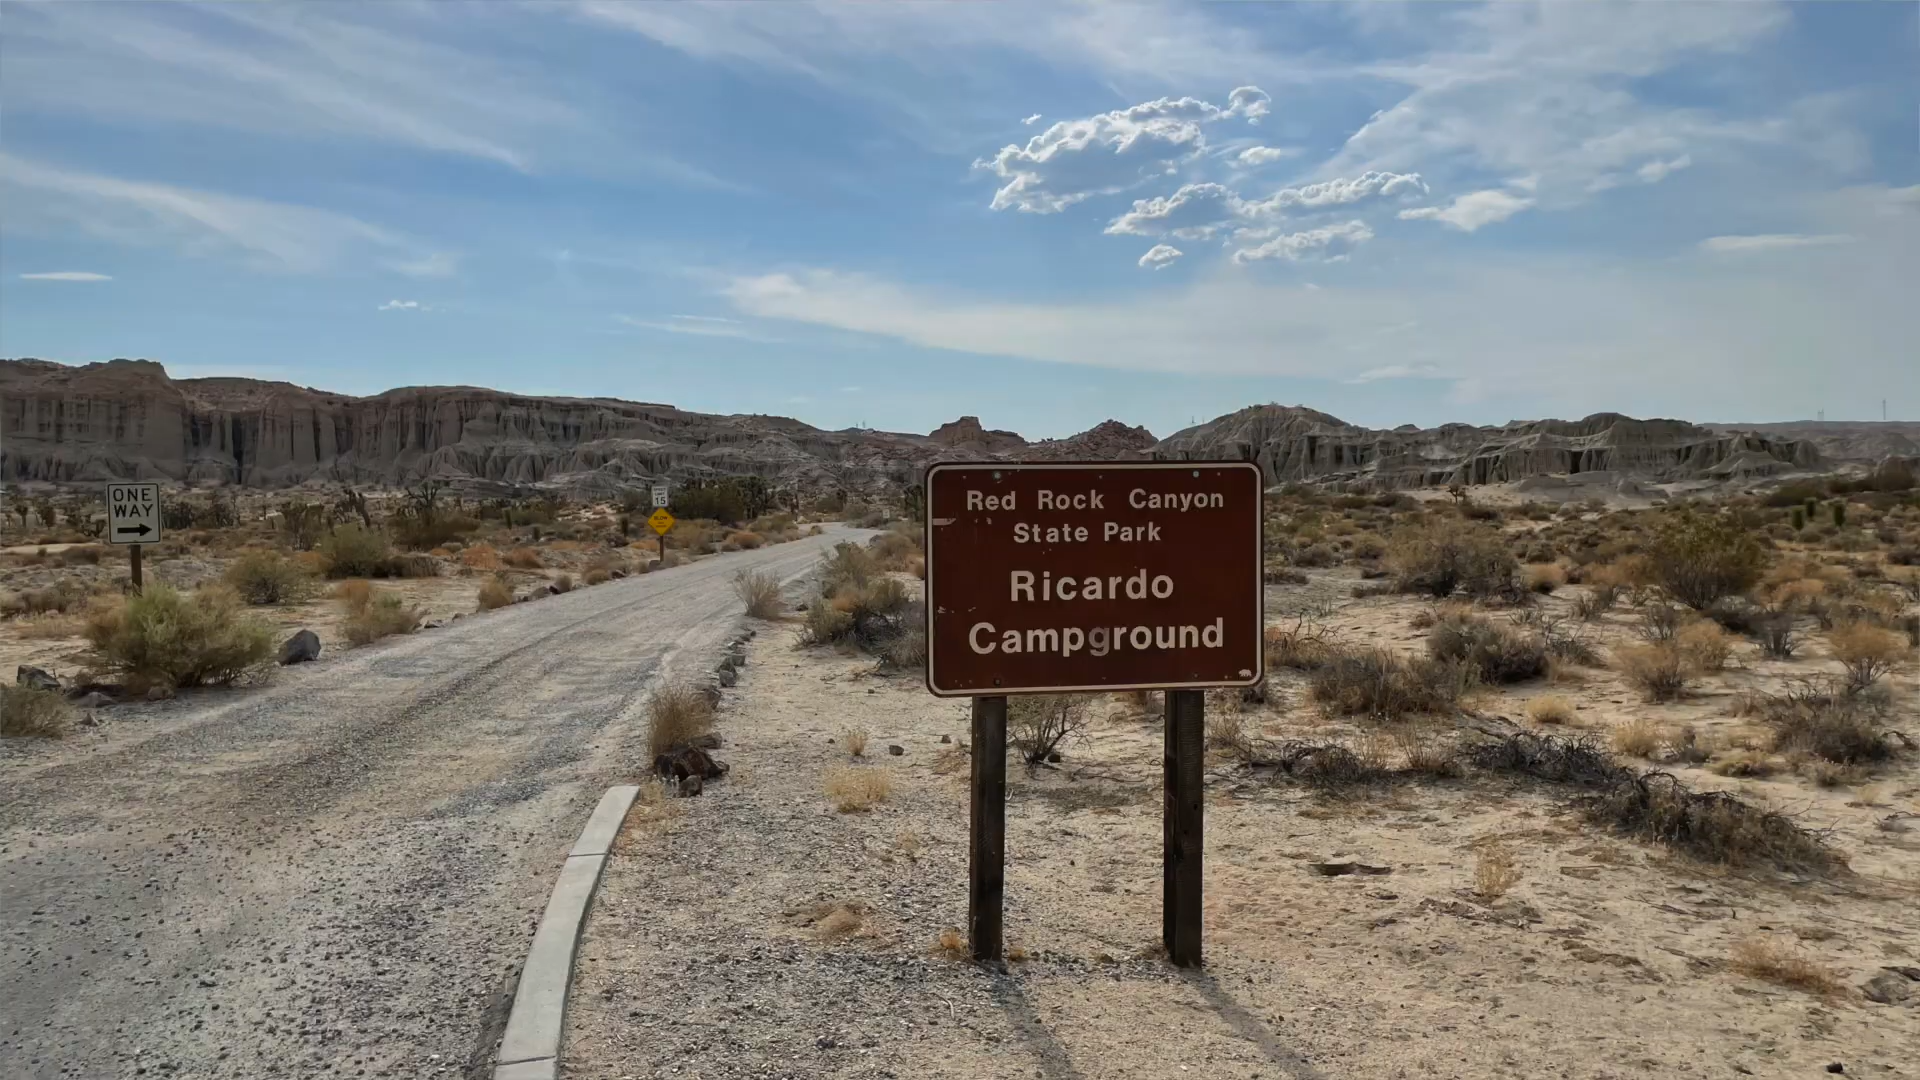 ONE
WAY
15
Red Rock Canyon
State Park
Ricardo
Campground